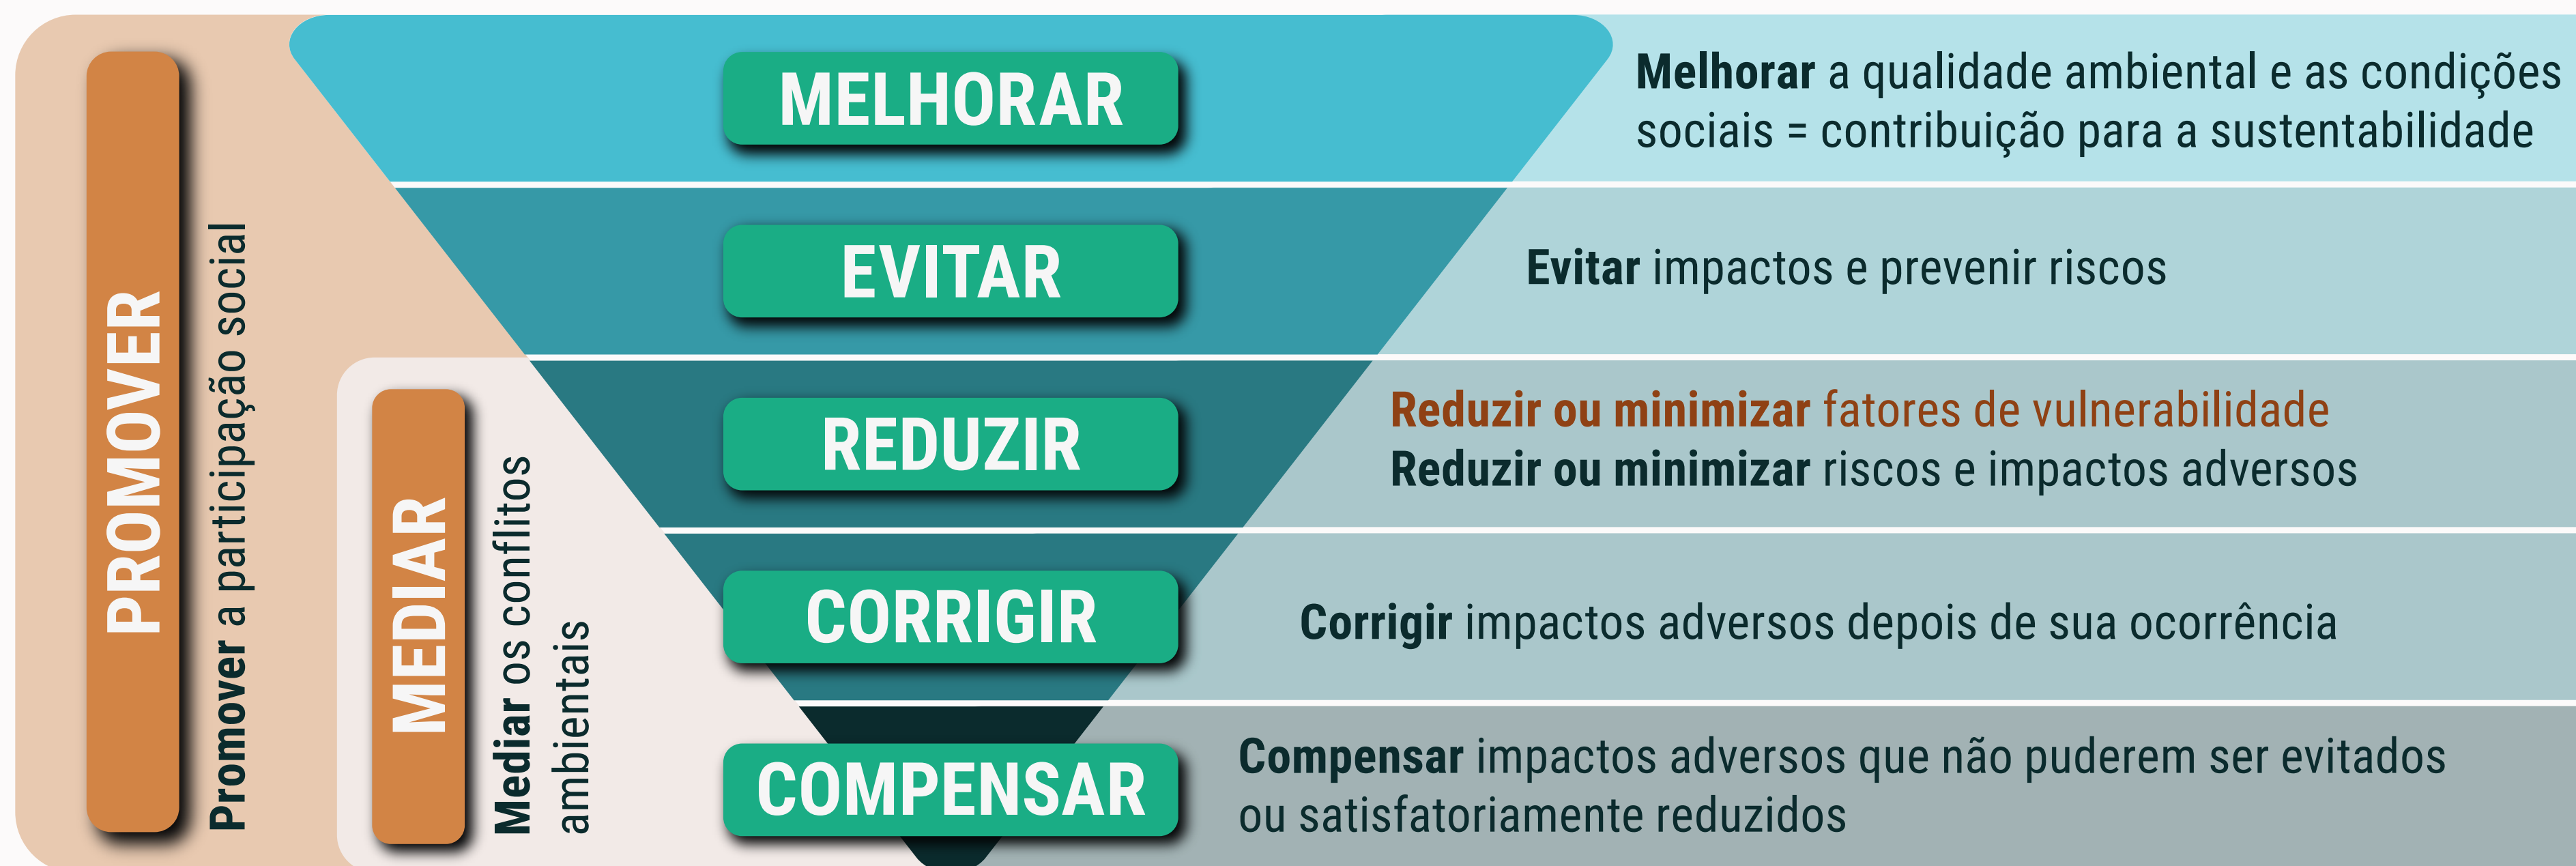 PROMOVER
Promover a participação social
MEDIAR
Mediar os conflitos
ambientais
MELHORAR
Melhorar a qualidade ambiental e as condições
sociais = contribuição para a sustentabilidade
EVITAR
Evitar impactos e prevenir riscos
REDUZIR
Reduzir ou minimizar fatores de vulnerabilidade
Reduzir ou minimizar riscos e impactos adversos
CORRIGIR
Corrigir impactos adversos depois de sua ocorrência
COMPENSAR
Compensar impactos adversos que não puderem ser evitados
ou satisfatoriamente reduzidos